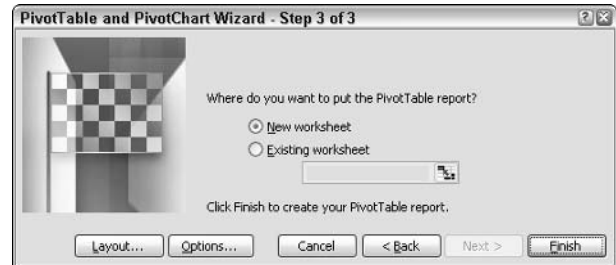 PivotTable and PivotChart Wizard - Step 3 of 3
Where do you want to put the PivotTable report?
New worksheet
Existing worksheet
Click Finish to create your PivotTable report.
Layout... Options... Cancel < Back Next > Finish